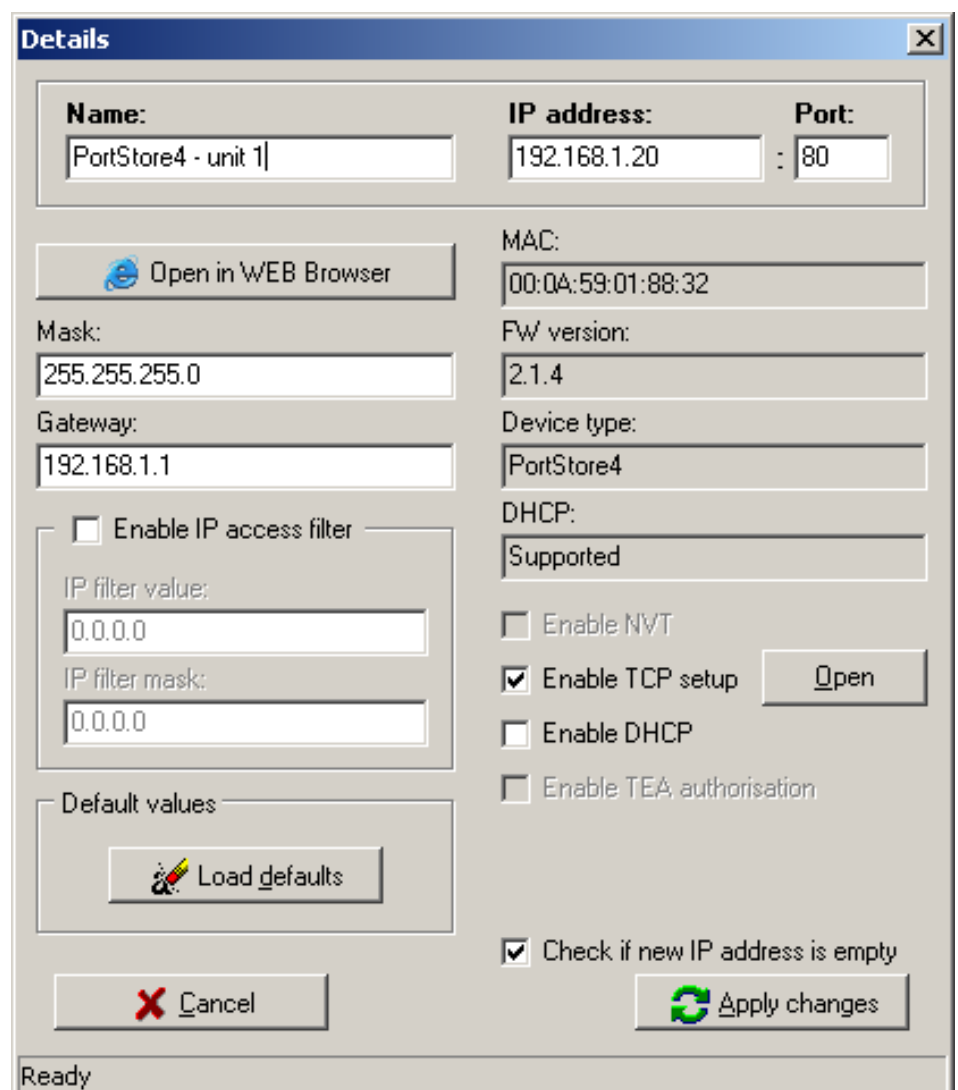 Details
Name:
IP address:
Port:
PortStore4 - unit 1
192.168.1.20
:
80
Open in WEB Browser
MAC:
00:0A:59:01:88:32
Mask:
255.255.255.0
FW version:
2.1.4
Gateway:
192.168.1.1
Device type:
PortStore4
Enable IP access filter
DHCP:
Supported
IP filter value:
0.0.0.0
IP filter mask:
0.0.0.0
Enable NVT
Enable TCP setup
Open
Enable DHCP
Enable TEA authorisation
Default values
Load defaults
Check if new IP address is empty
Cancel
Apply changes
Ready